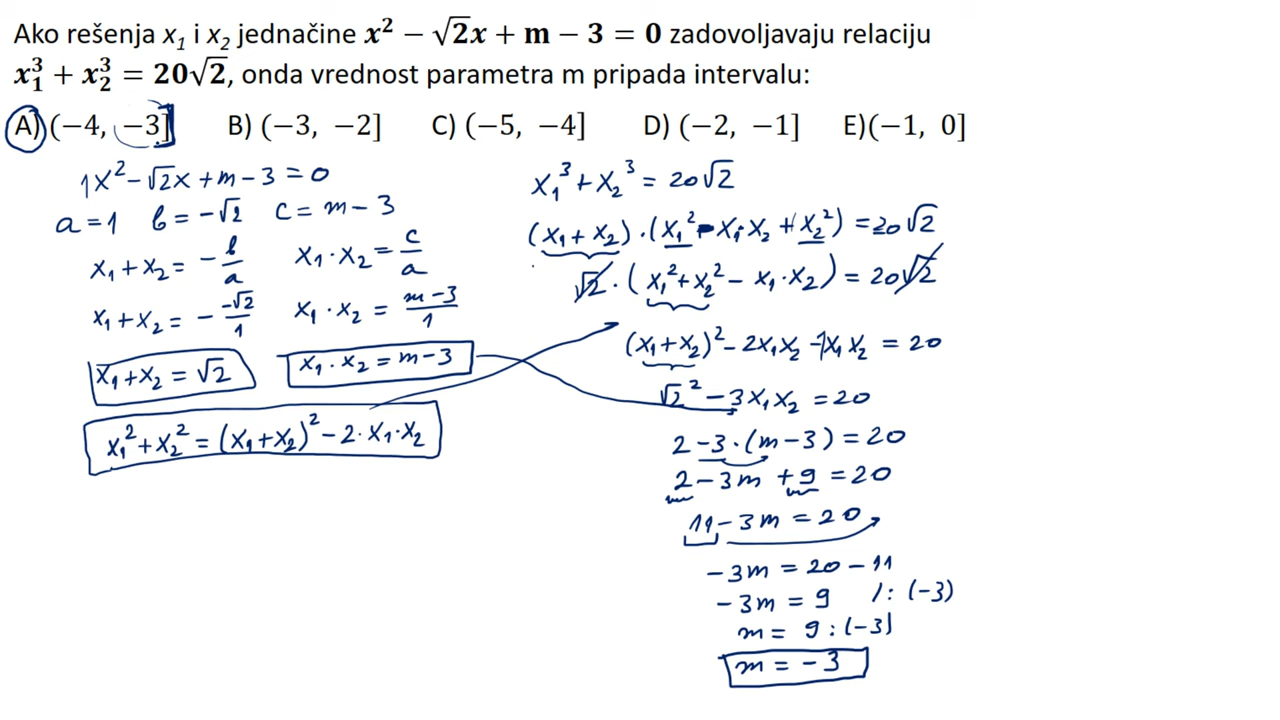 Ako rešenja x₁ i x₂ jednačine x² − √2x + m − 3 = 0 zadovoljavaju relaciju
x₁³ + x₂³ = 20√2, onda vrednost parametra m pripada intervalu:
A) (−4, −3] B) (−3, −2] C) (−5, −4] D) (−2, −1] E)(−1, 0]
1x² − √2x + m − 3 = 0
a = 1 b = −√2 c = m − 3
x₁ + x₂ = − b/a x₁ · x₂ = c/a
x₁ + x₂ = − −√2/1 x₁ · x₂ = m−3/1
x₁ + x₂ = √2 x₁ · x₂ = m − 3
x₁² + x₂² = (x₁ + x₂)² − 2 · x₁ · x₂
x₁³ + x₂³ = 20√2
(x₁ + x₂) · (x₁² − x₁ · x₂ + x₂²) = 20√2
√2 · (x₁² + x₂² − x₁ · x₂) = 20√2
(x₁ + x₂)² − 2x₁x₂ − 1x₁x₂ = 20
√2² − 3x₁x₂ = 20
2 − 3 · (m − 3) = 20
2 − 3m + 9 = 20
11 − 3m = 20
−3m = 20 − 11
−3m = 9 /: (−3)
m = 9 : (−3)
m = −3